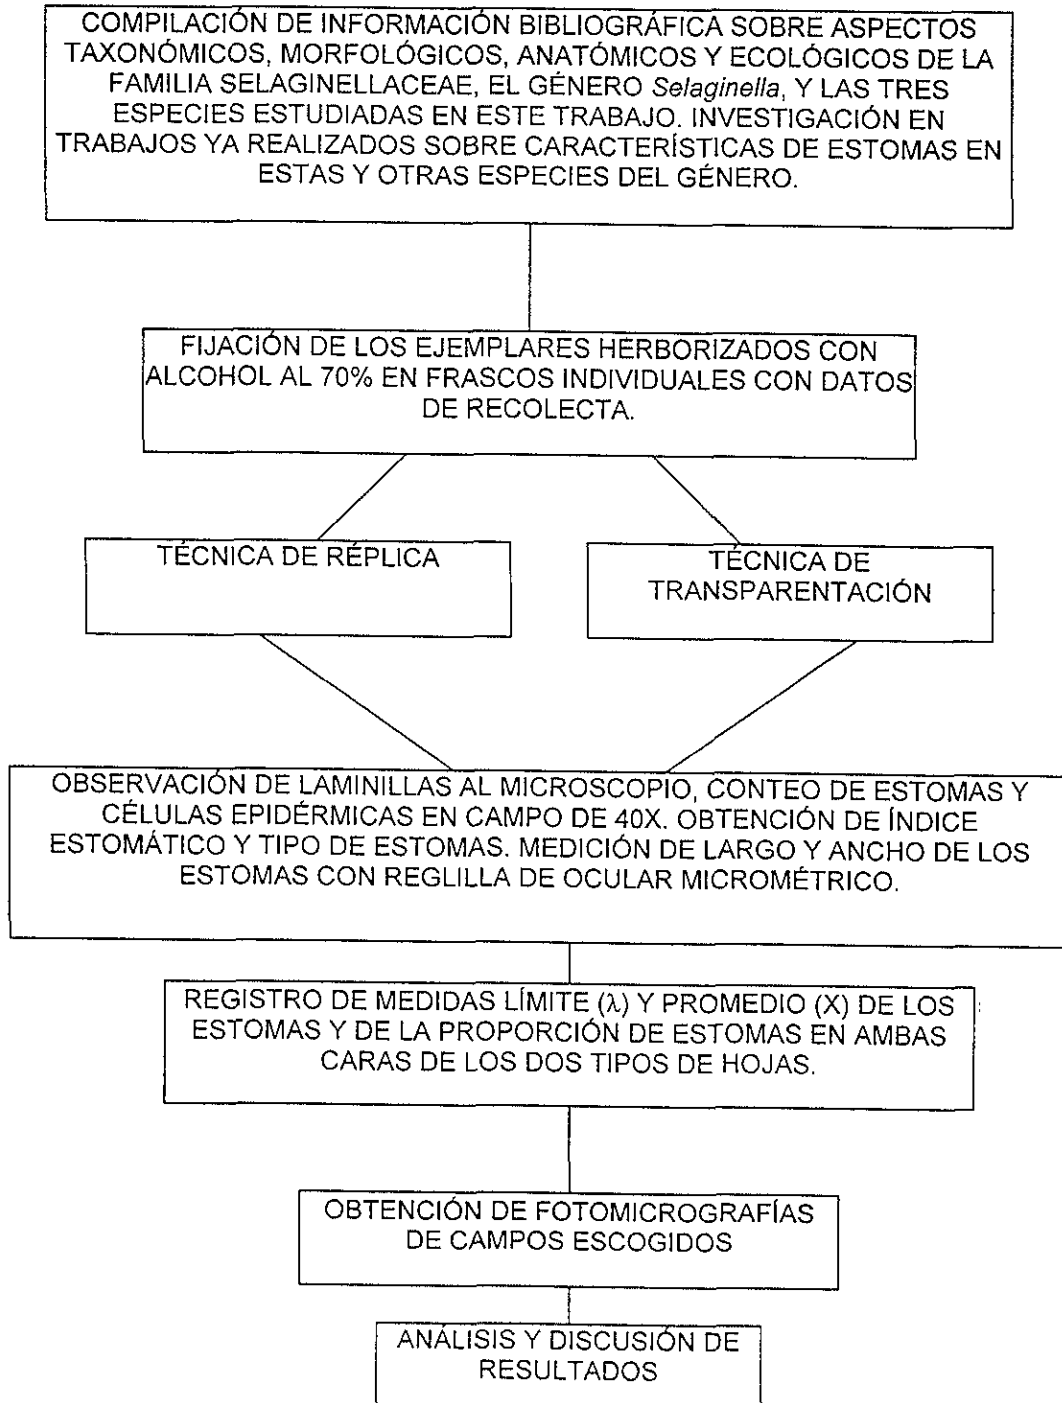 COMPILACIÓN DE INFORMACIÓN BIBLIOGRÁFICA SOBRE ASPECTOS
TAXONÓMICOS, MORFOLÓGICOS, ANATÓMICOS Y ECOLÓGICOS DE LA
FAMILIA SELAGINELLACEAE, EL GÉNERO Selaginella, Y LAS TRES
ESPECIES ESTUDIADAS EN ESTE TRABAJO. INVESTIGACIÓN EN
TRABAJOS YA REALIZADOS SOBRE CARACTERÍSTICAS DE ESTOMAS EN
ESTAS Y OTRAS ESPECIES DEL GÉNERO.
FIJACIÓN DE LOS EJEMPLARES HERBORIZADOS CON
ALCOHOL AL 70% EN FRASCOS INDIVIDUALES CON DATOS
DE RECOLECTA.
TÉCNICA DE RÉPLICA
TÉCNICA DE
TRANSPARENTACIÓN
OBSERVACIÓN DE LAMINILLAS AL MICROSCOPIO, CONTEO DE ESTOMAS Y
CÉLULAS EPIDÉRMICAS EN CAMPO DE 40X. OBTENCIÓN DE ÍNDICE
ESTOMÁTICO Y TIPO DE ESTOMAS. MEDICIÓN DE LARGO Y ANCHO DE LOS
ESTOMAS CON REGLILLA DE OCULAR MICROMÉTRICO.
REGISTRO DE MEDIDAS LÍMITE (λ) Y PROMEDIO (X) DE LOS
ESTOMAS Y DE LA PROPORCIÓN DE ESTOMAS EN AMBAS
CARAS DE LOS DOS TIPOS DE HOJAS.
OBTENCIÓN DE FOTOMICROGRAFÍAS
DE CAMPOS ESCOGIDOS
ANÁLISIS Y DISCUSIÓN DE
RESULTADOS